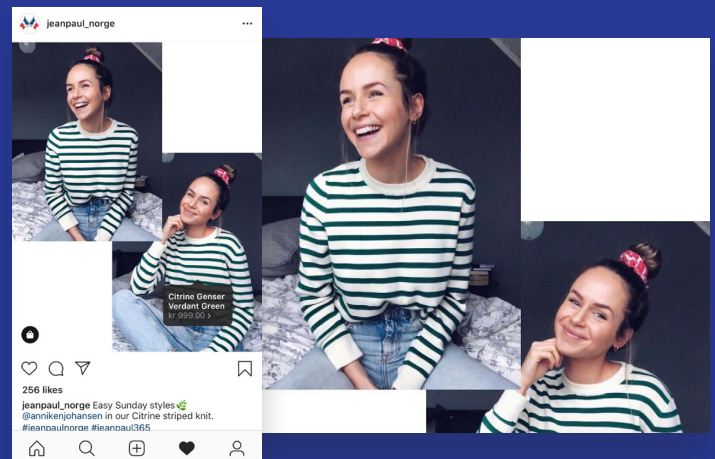 jeanpaul_norge
Citrine Genser
Verdant Green
kr 999.00 >
256 likes
jeanpaul_norge Easy Sunday styles🌿
@annikenjohansen in our Citrine striped knit.
#jeanpaulnorge #jeanpaul365